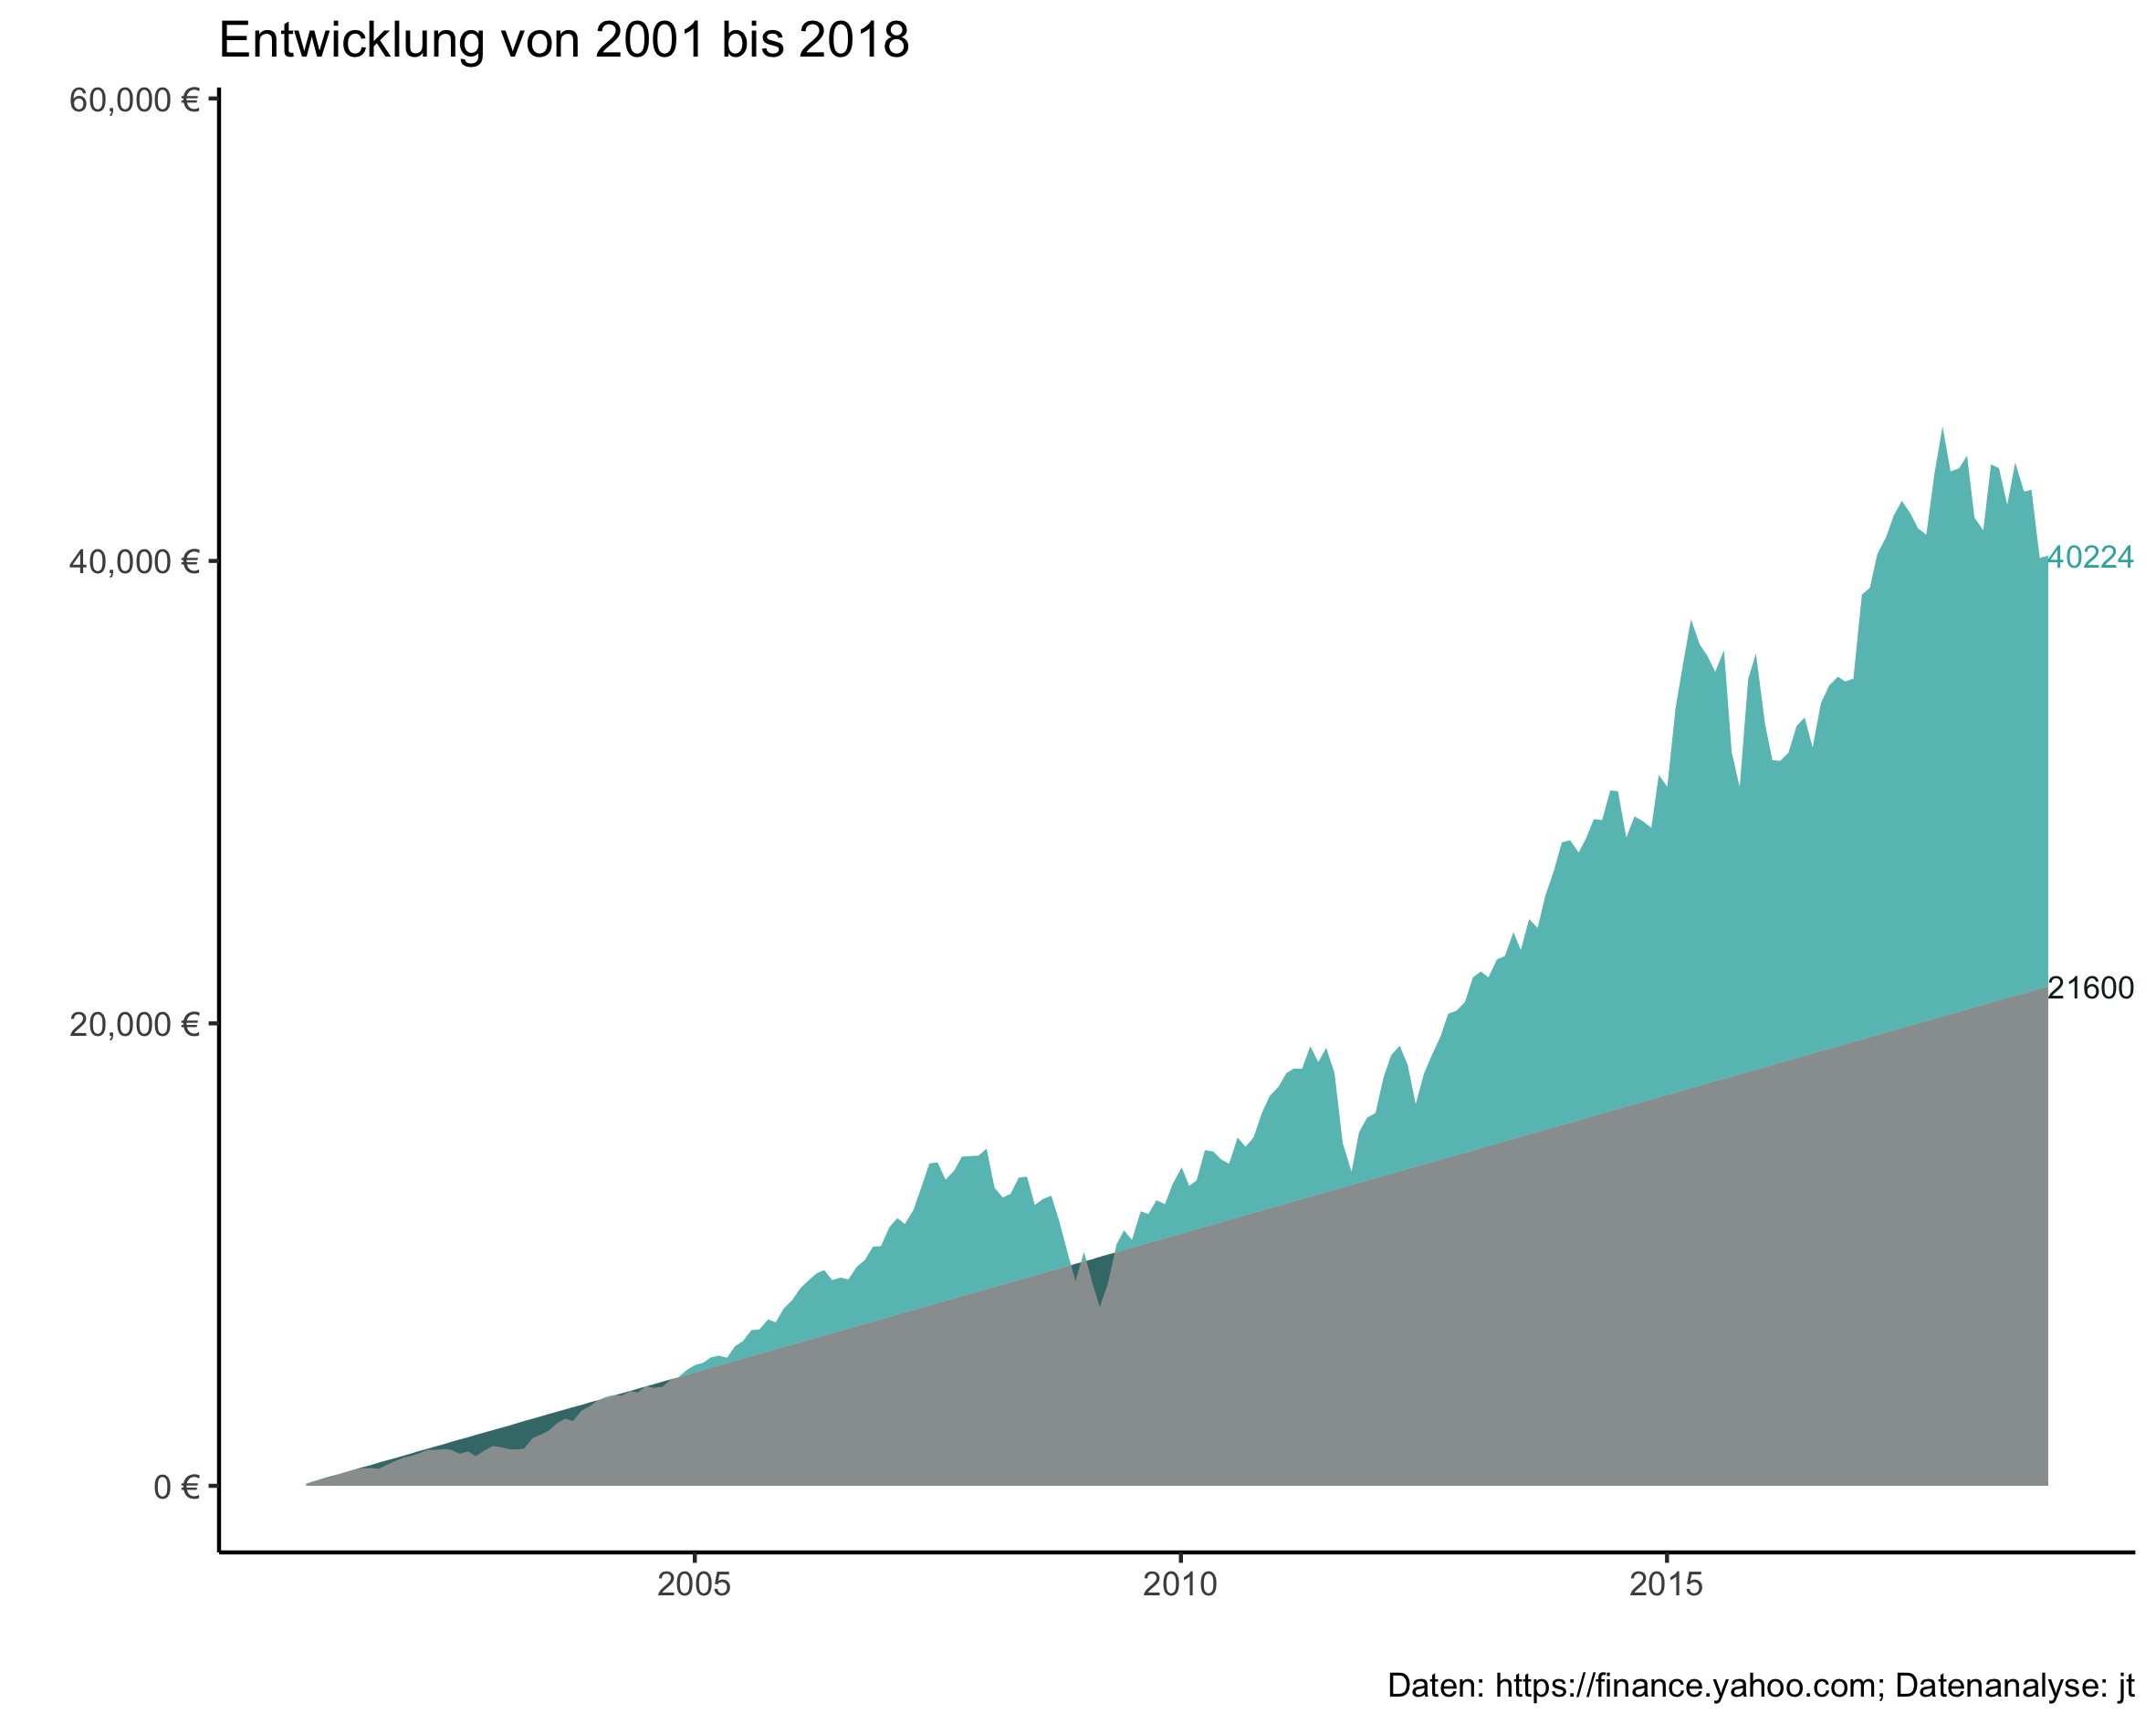 Entwicklung von 2001 bis 2018
60,000 €
40,000 €
40224
21600
20,000 €
0 €
2005 2010 2015
Daten: https://finance.yahoo.com; Datenanalyse: jt